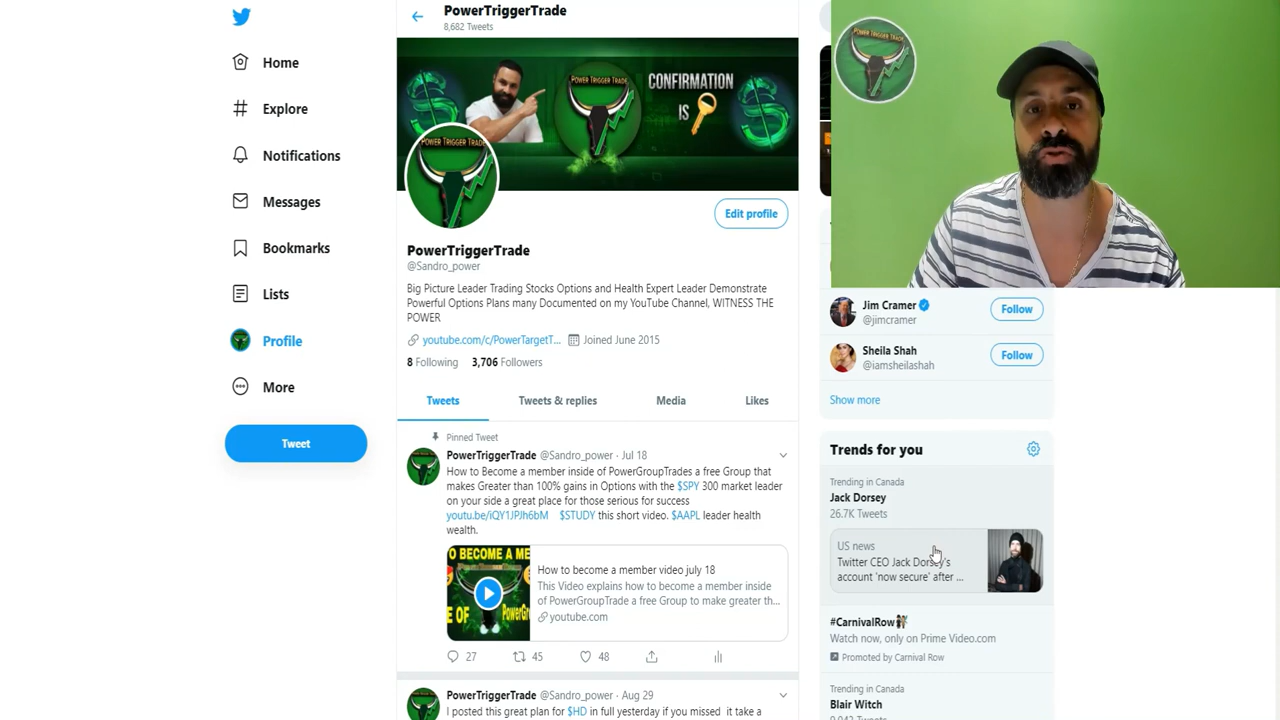 PowerTriggerTrade
8,682 Tweets
Home
Explore
Notifications
Messages
Bookmarks
Lists
Profile
More
Tweet
POWER TRIGGER TRADE
CONFIRMATION
IS
POWER TRIGGER TRADE
Edit profile
PowerTriggerTrade
@Sandro_power
Big Picture Leader Trading Stocks Options and Health Expert Leader Demonstrate
Powerful Options Plans many Documented on my YouTube Channel, WITNESS THE
POWER
youtube.com/c/PowerTargetT... Joined June 2015
8 Following 3,706 Followers
Tweets Tweets & replies Media Likes
Pinned Tweet
PowerTriggerTrade @Sandro_power · Jul 18
How to Become a member inside of PowerGroupTrades a free Group that
makes Greater than 100% gains in Options with the $SPY 300 market leader
on your side a great place for those serious for success
youtu.be/iQY1JPJh6bM $STUDY this short video. $AAPL leader health
wealth.
O BECOME A ME
E OF PowerGr
How to become a member video july 18
This Video explains how to become a member inside
of PowerGroupTrade a free Group to make greater th...
youtube.com
27 45 48
PowerTriggerTrade @Sandro_power · Aug 29
I posted this great plan for $HD in full yesterday if you missed it take a
POWER TRIGGER TRADE
Jim Cramer
@jimcramer
Follow
Sheila Shah
@iamsheilashah
Follow
Show more
Trends for you
Trending in Canada
Jack Dorsey
26.7K Tweets
US news
Twitter CEO Jack Dorsey's
account 'now secure' after ...
#CarnivalRow
Watch now, only on Prime Video.com
Promoted by Carnival Row
Trending in Canada
Blair Witch